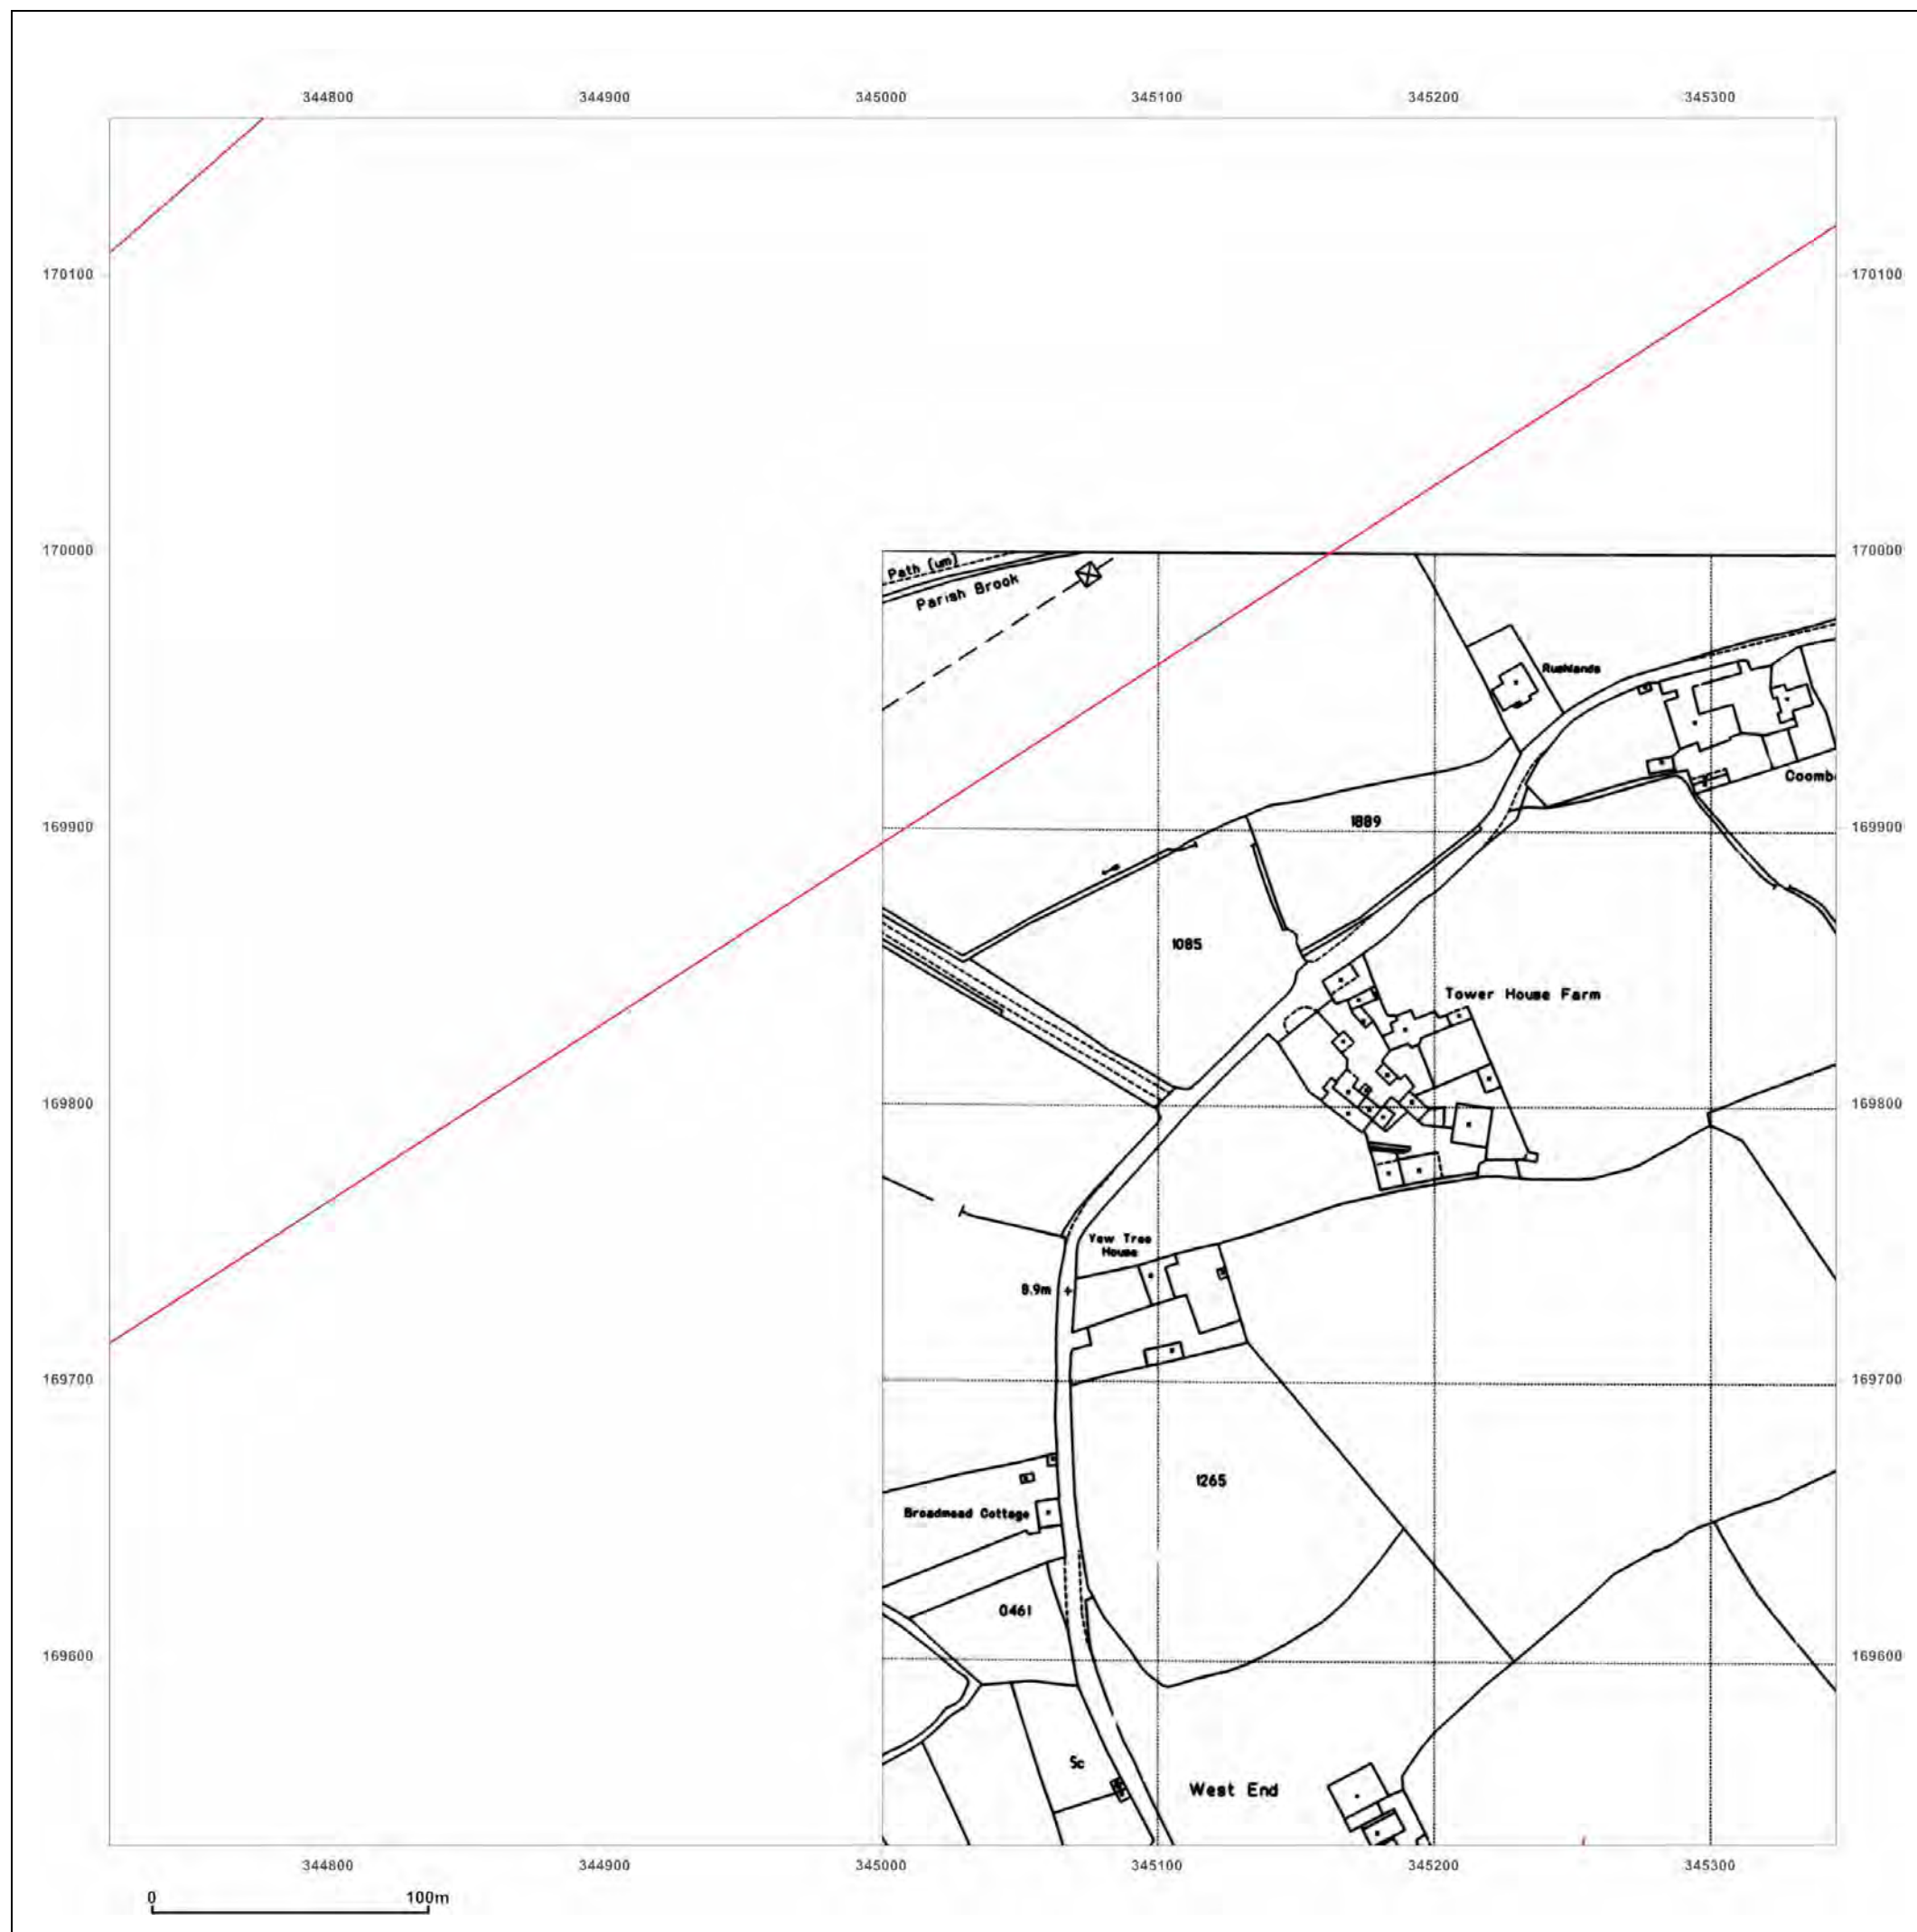 344800 344900 345000 345100 345200 345300
170100 170100
170000 170000
Path (um)
Parish Brook
Rushlands
Coomb
1889
169900 169900
1085
Tower House Farm
169800 169800
Yew Tree
House
8.9m
169700 169700
1265
Broadmead Cottage
0461
169600 169600
Sc
West End
344800 344900 345000 345100 345200 345300
0 100m